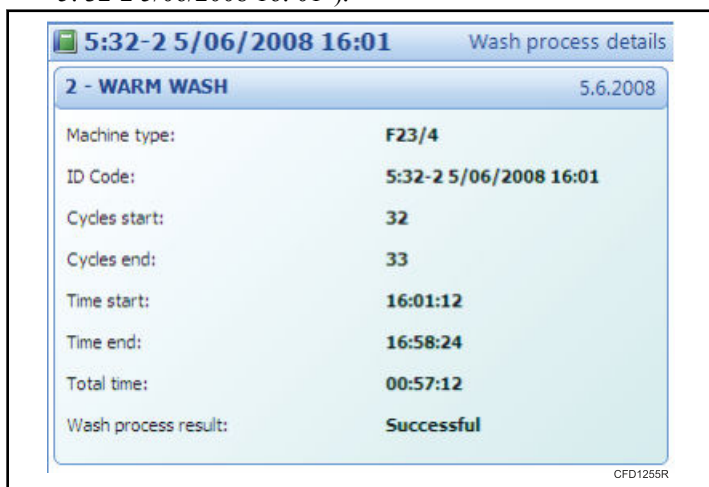 5:32-2 5/06/2008 16:01 Wash process details
2 - WARM WASH 5.6.2008
Machine type: F23/4
ID Code: 5:32-2 5/06/2008 16:01
Cycles start: 32
Cycles end: 33
Time start: 16:01:12
Time end: 16:58:24
Total time: 00:57:12
Wash process result: Successful
CFD1255R